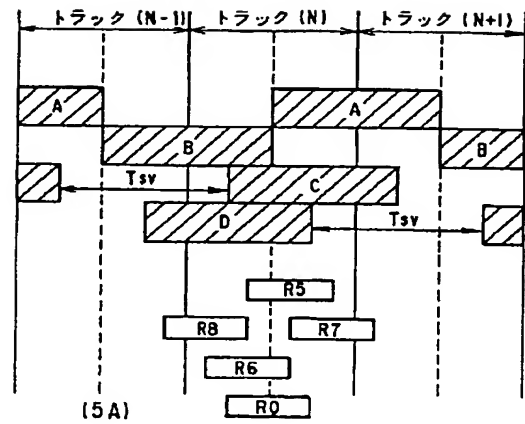 トラック (N-1) トラック (N) トラック (N+1)
A A
B B
Tsv C
D Tsv
R5
R8 R7
R6
(5A) R0